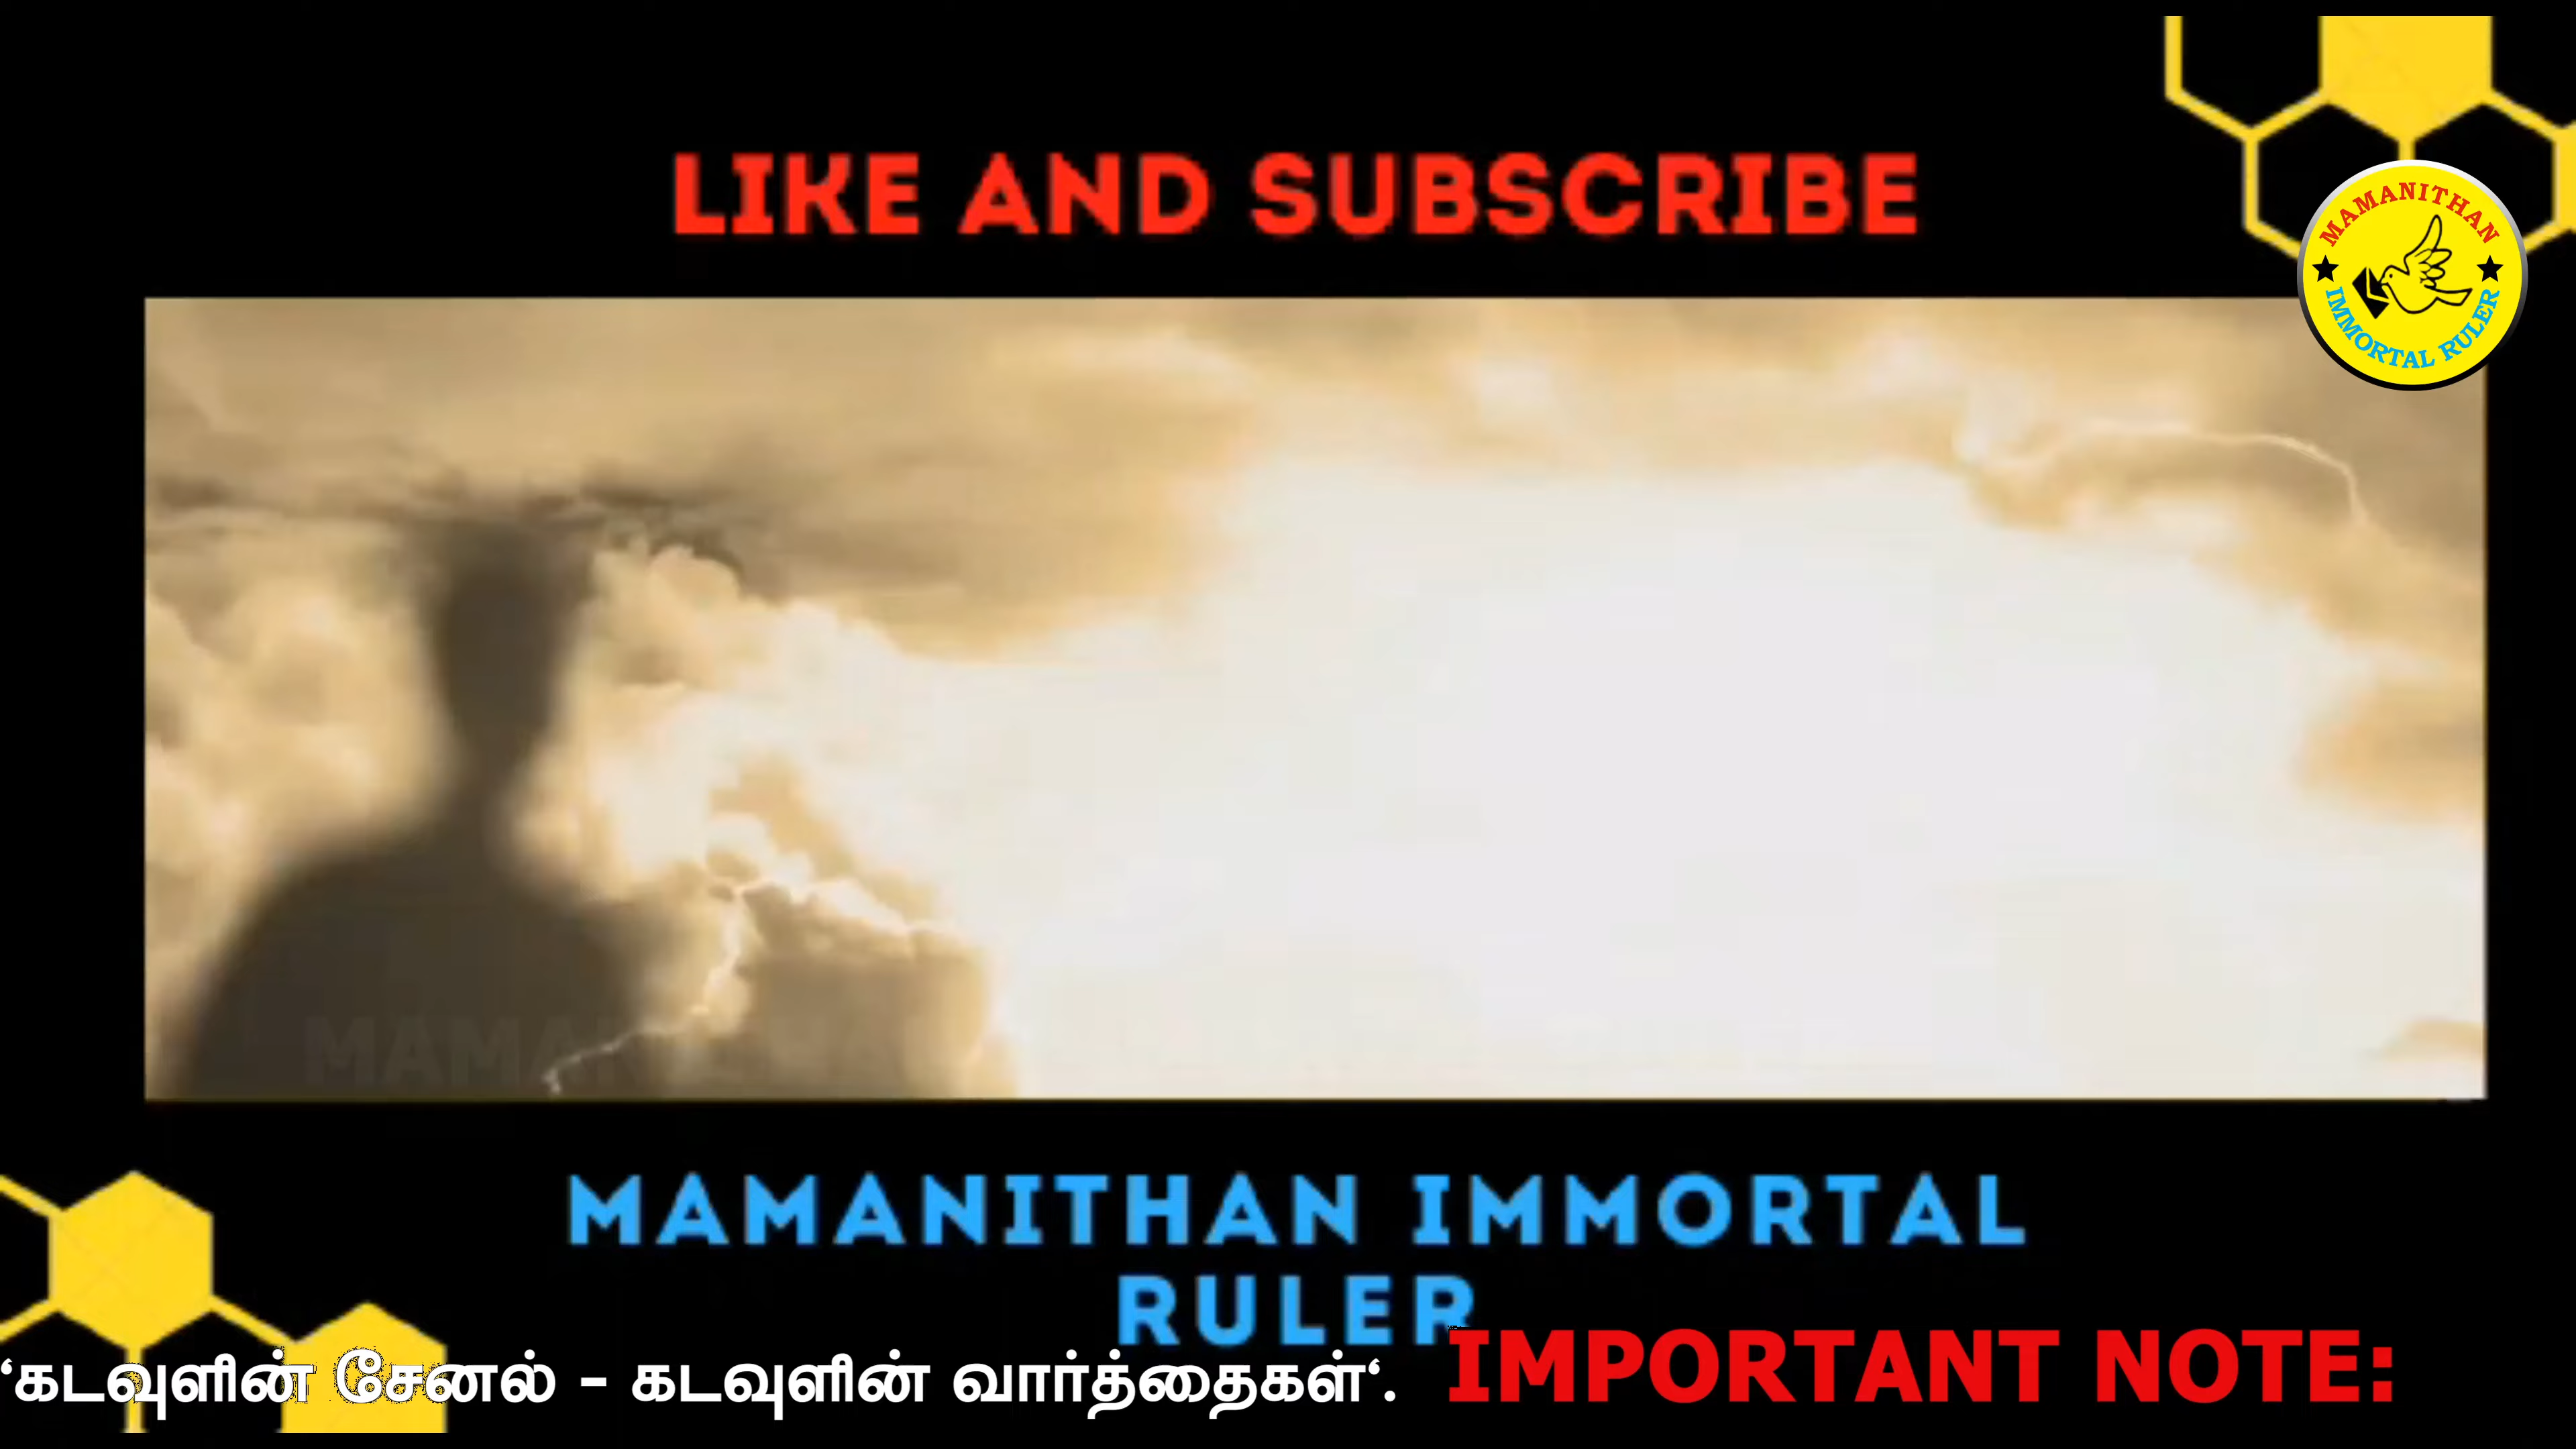 LIKE AND SUBSCRIBE
MAMANITHAN
IMMORTAL RULER
MAMANITHAN IMMORTAL
RULER
‘கடவுளின் சேனல் - கடவுளின் வார்த்தைகள்‘. IMPORTANT NOTE: